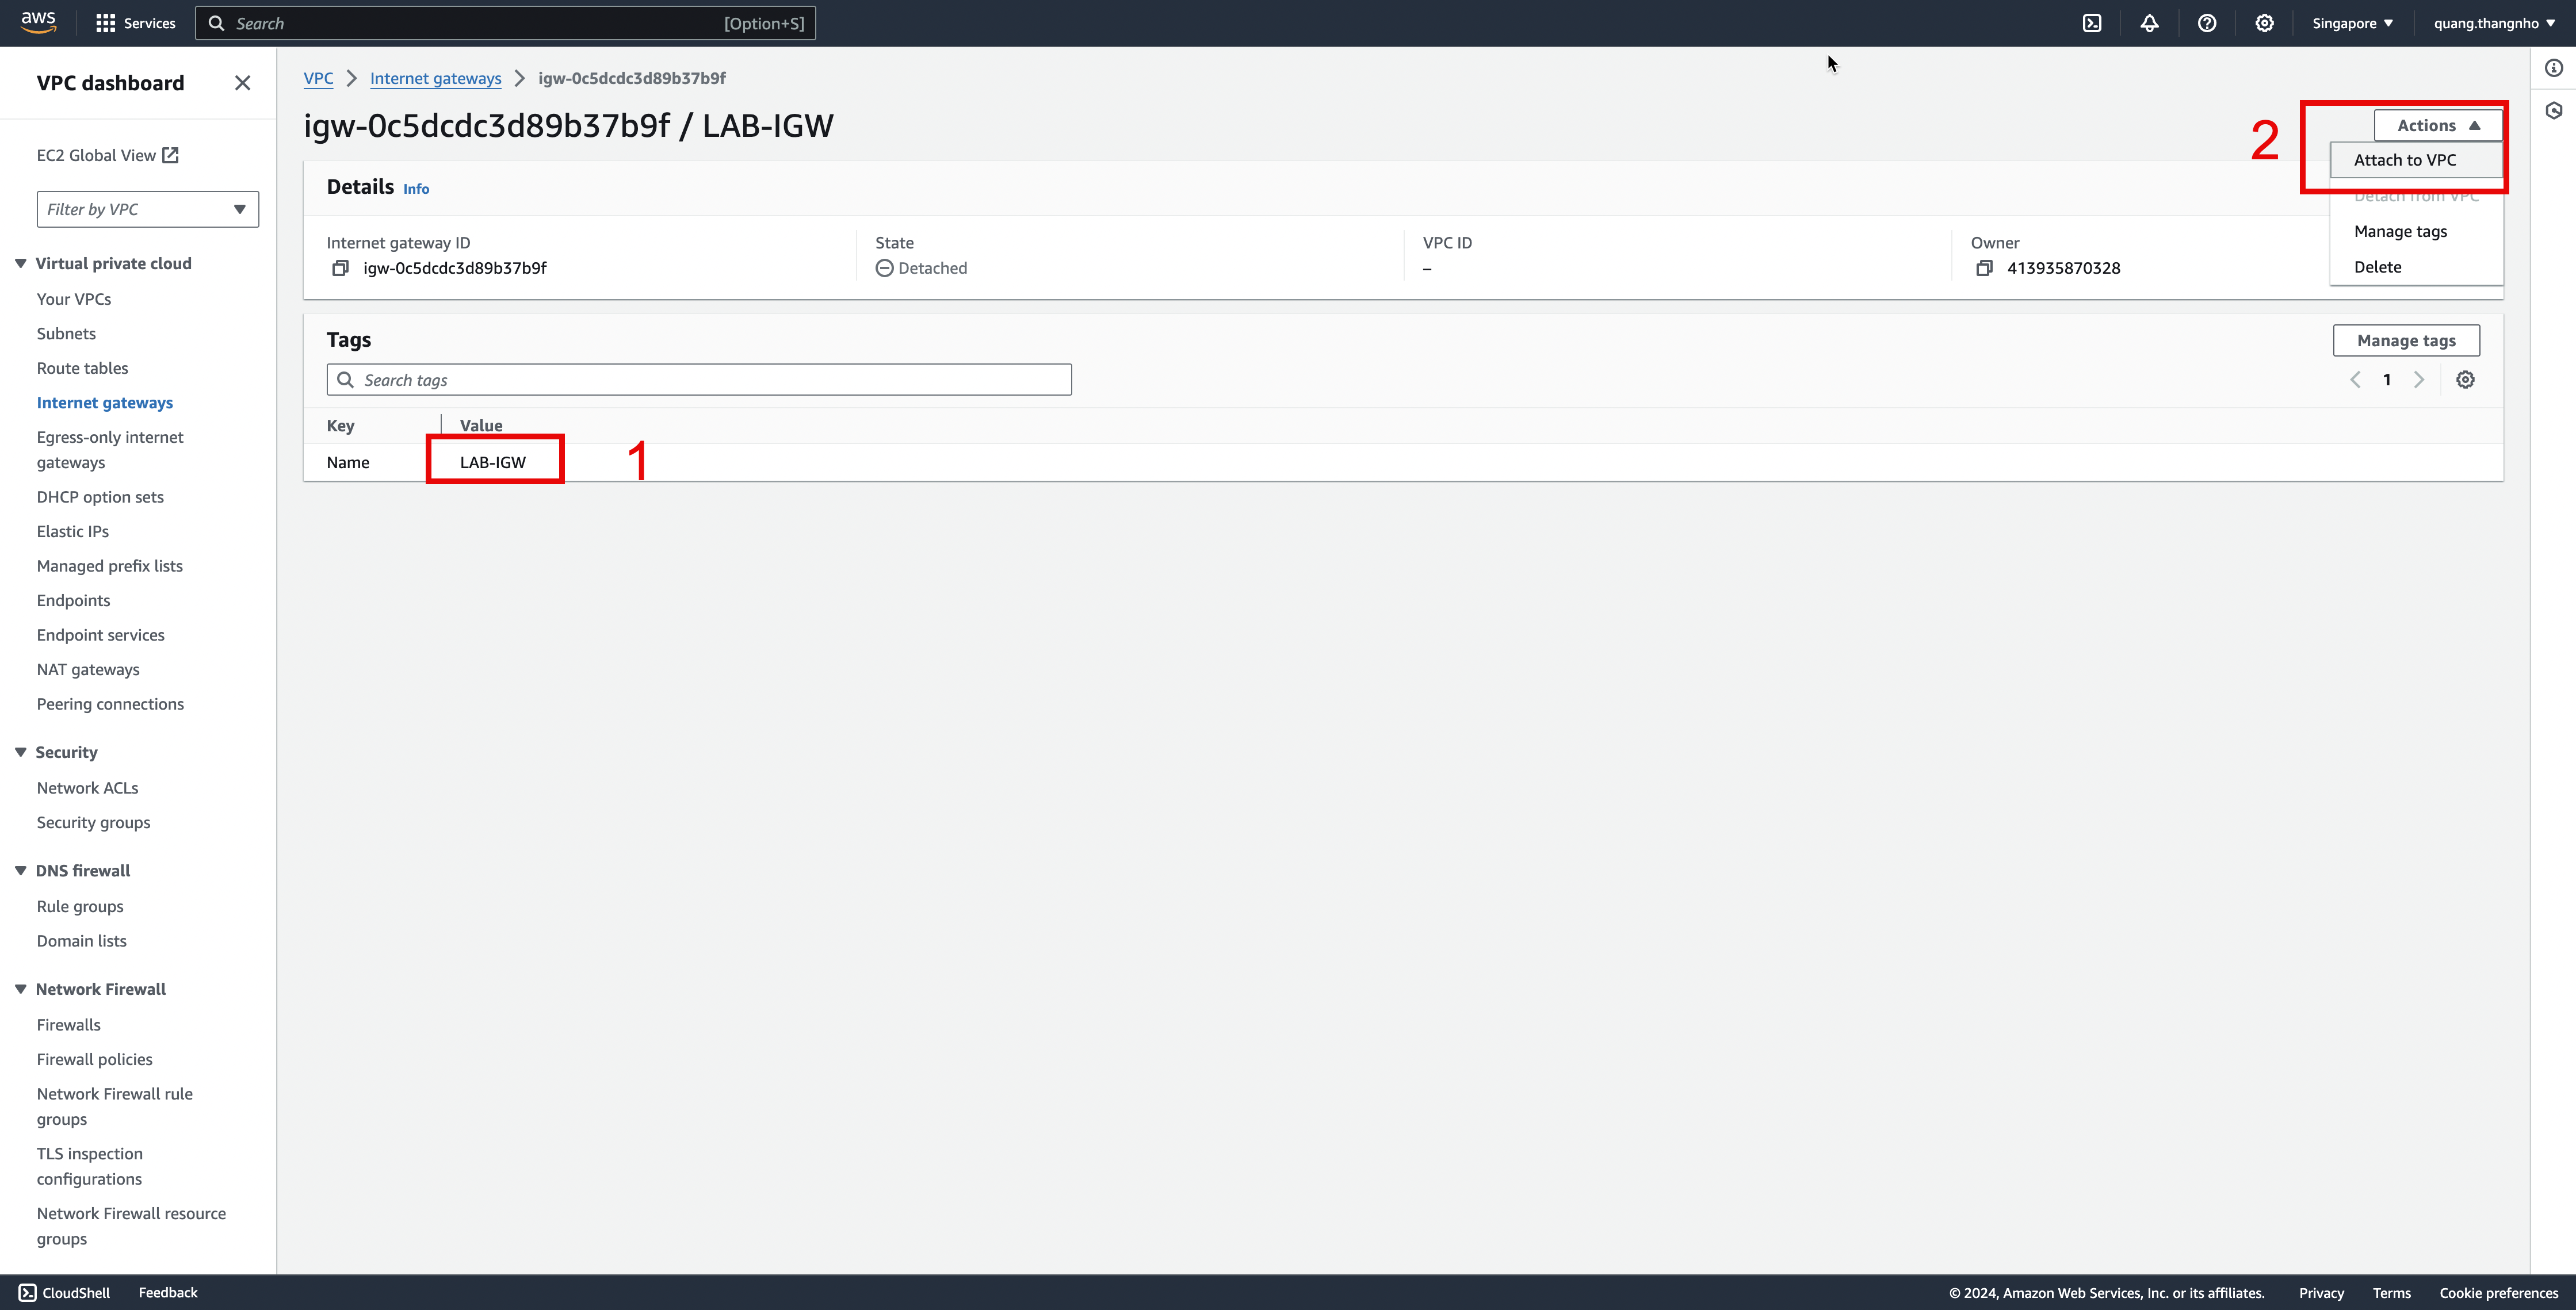 aws
Services
Search
[Option+S]
Singapore
quang.thangnho
VPC dashboard
EC2 Global View
Filter by VPC
Virtual private cloud
Your VPCs
Subnets
Route tables
Internet gateways
Egress-only internet
gateways
DHCP option sets
Elastic IPs
Managed prefix lists
Endpoints
Endpoint services
NAT gateways
Peering connections
Security
Network ACLs
Security groups
DNS firewall
Rule groups
Domain lists
Network Firewall
Firewalls
Firewall policies
Network Firewall rule
groups
TLS inspection
configurations
Network Firewall resource
groups
VPC
Internet gateways
igw-0c5dcdc3d89b37b9f
igw-0c5dcdc3d89b37b9f / LAB-IGW
2
Actions
Attach to VPC
Detach from VPC
Manage tags
Delete
Details Info
Internet gateway ID
igw-0c5dcdc3d89b37b9f
State
Detached
VPC ID
–
Owner
413935870328
Tags
Manage tags
Search tags
1
Key
Value
Name
LAB-IGW
1
CloudShell
Feedback
© 2024, Amazon Web Services, Inc. or its affiliates.
Privacy
Terms
Cookie preferences